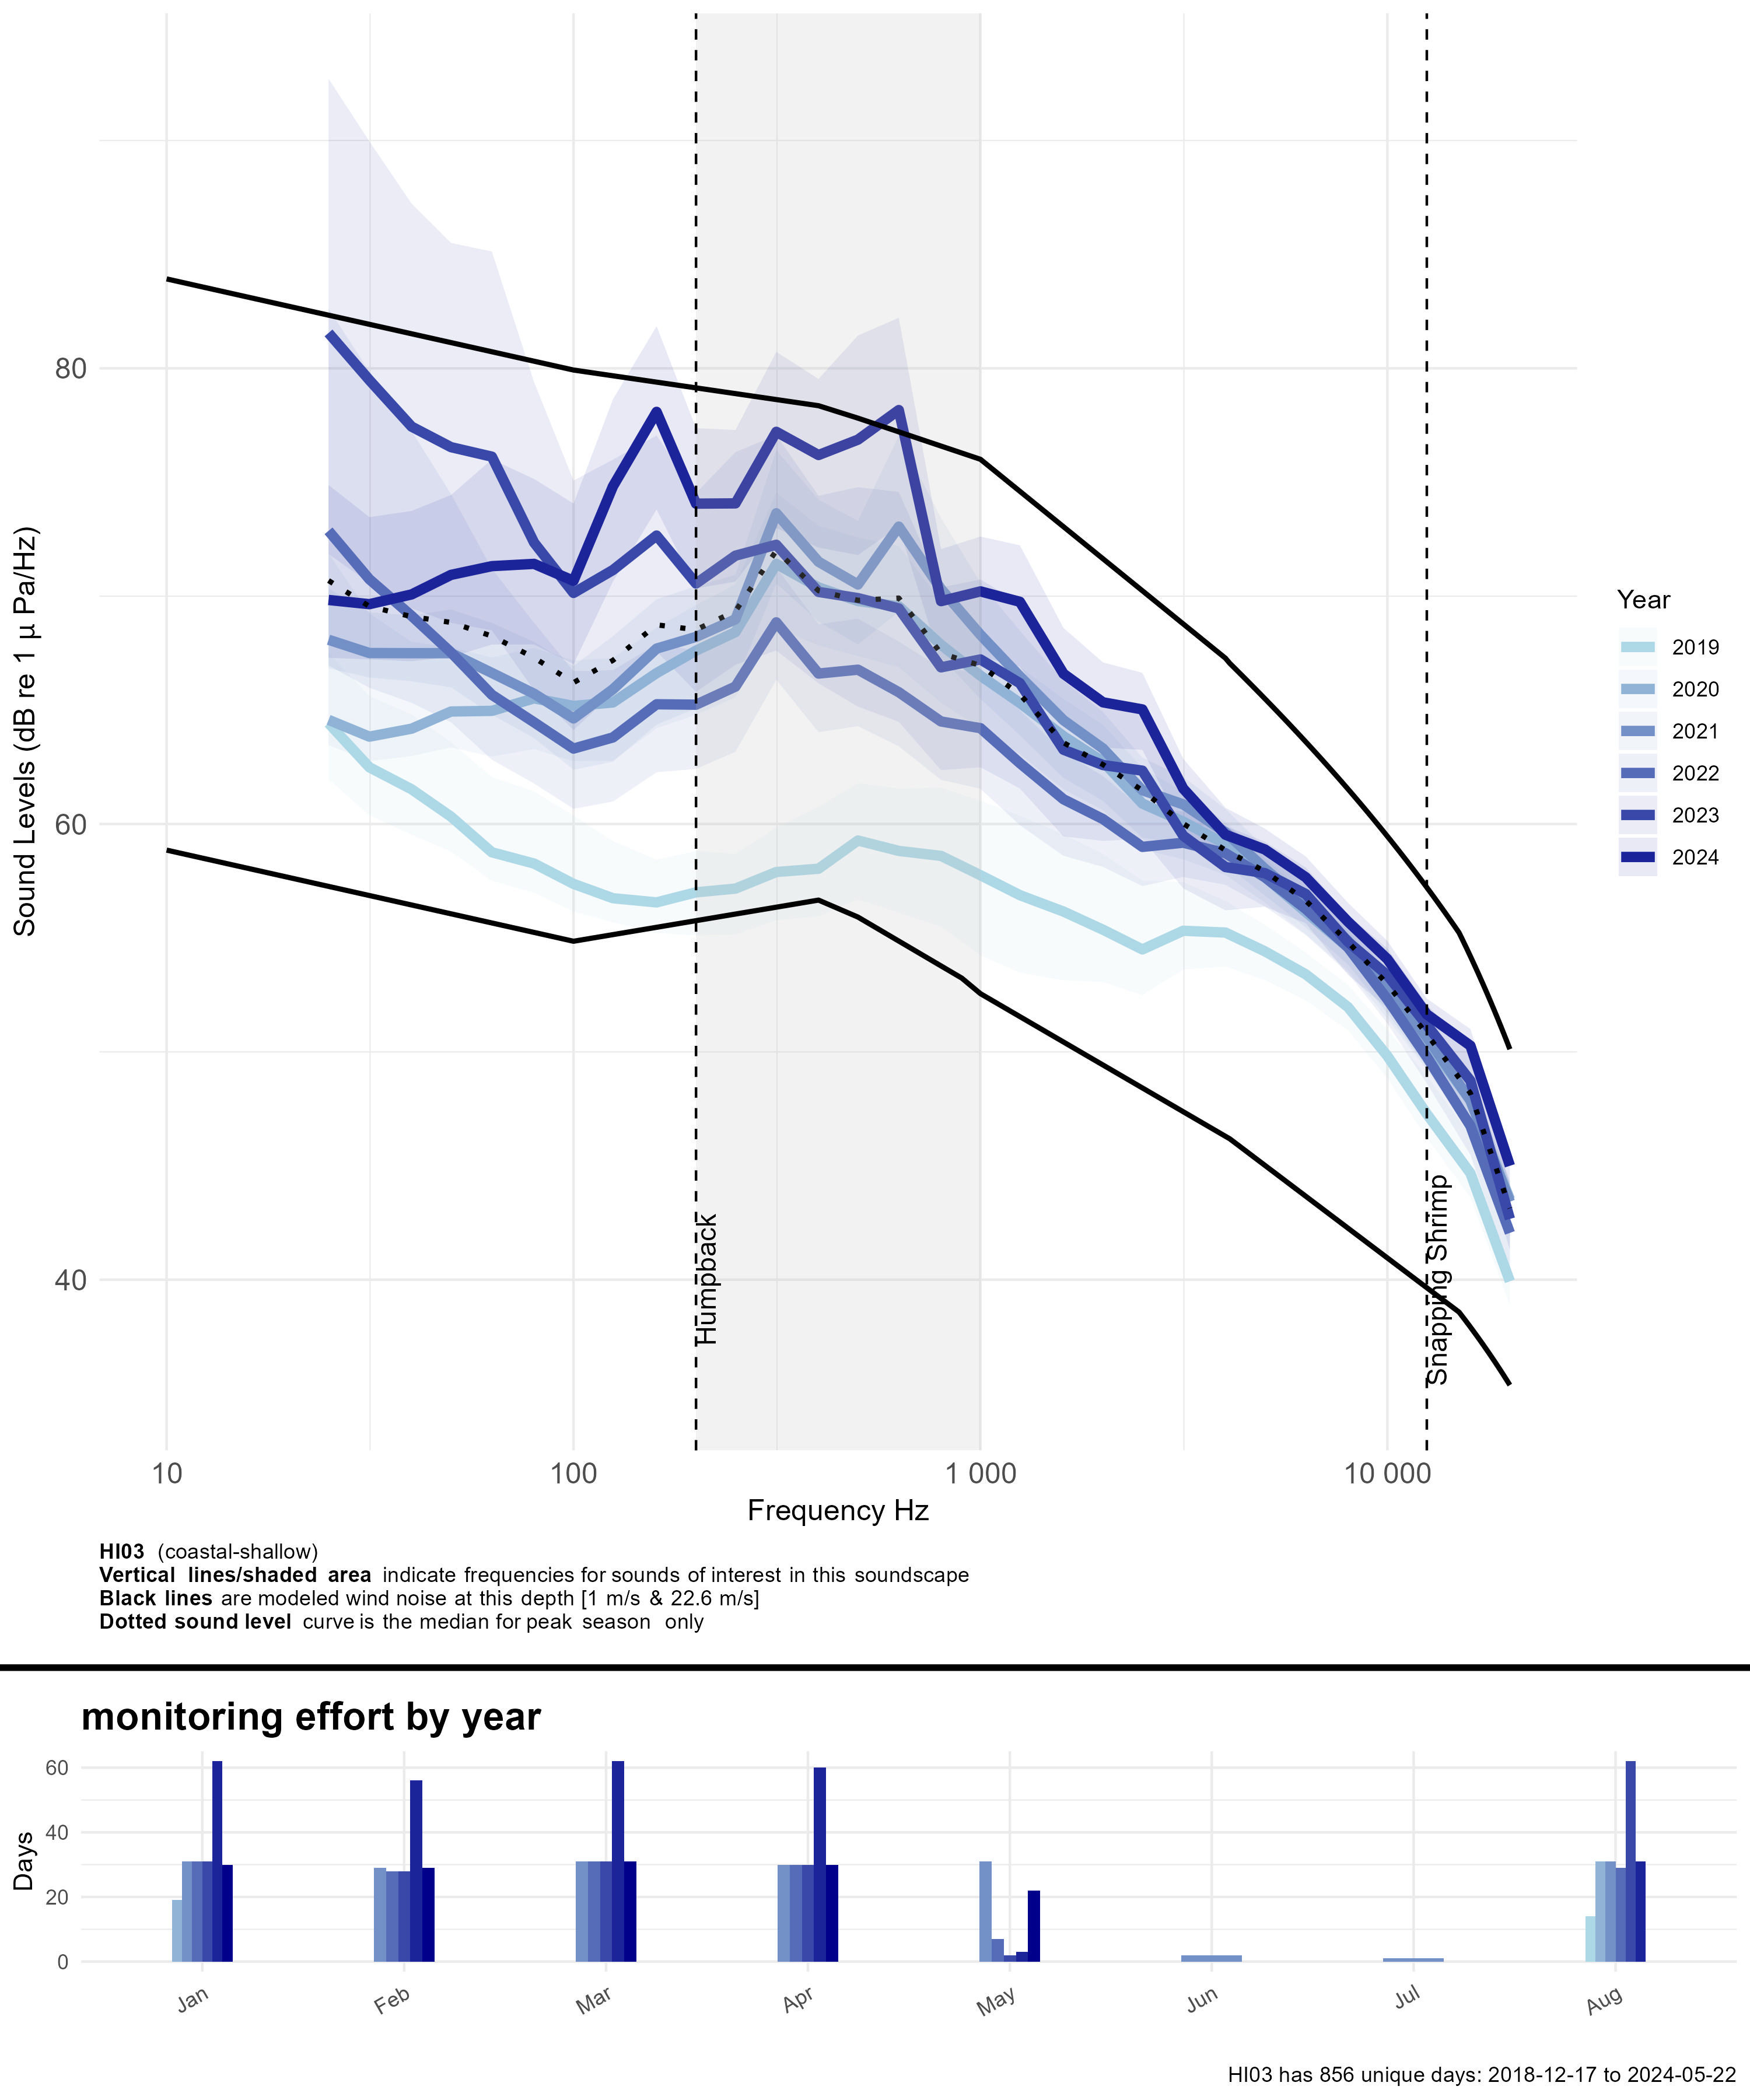 80
60
40
Sound Levels (dB re 1 µ Pa/Hz)
Humpback
Snapping Shrimp
10 100 1 000 10 000
Frequency Hz
Year
2019
2020
2021
2022
2023
2024
HI03 (coastal-shallow)
Vertical lines/shaded area indicate frequencies for sounds of interest in this soundscape
Black lines are modeled wind noise at this depth [1 m/s & 22.6 m/s]
Dotted sound level curve is the median for peak season only
monitoring effort by year
60
40
20
0
Days
Jan Feb Mar Apr May Jun Jul Aug
HI03 has 856 unique days: 2018-12-17 to 2024-05-22